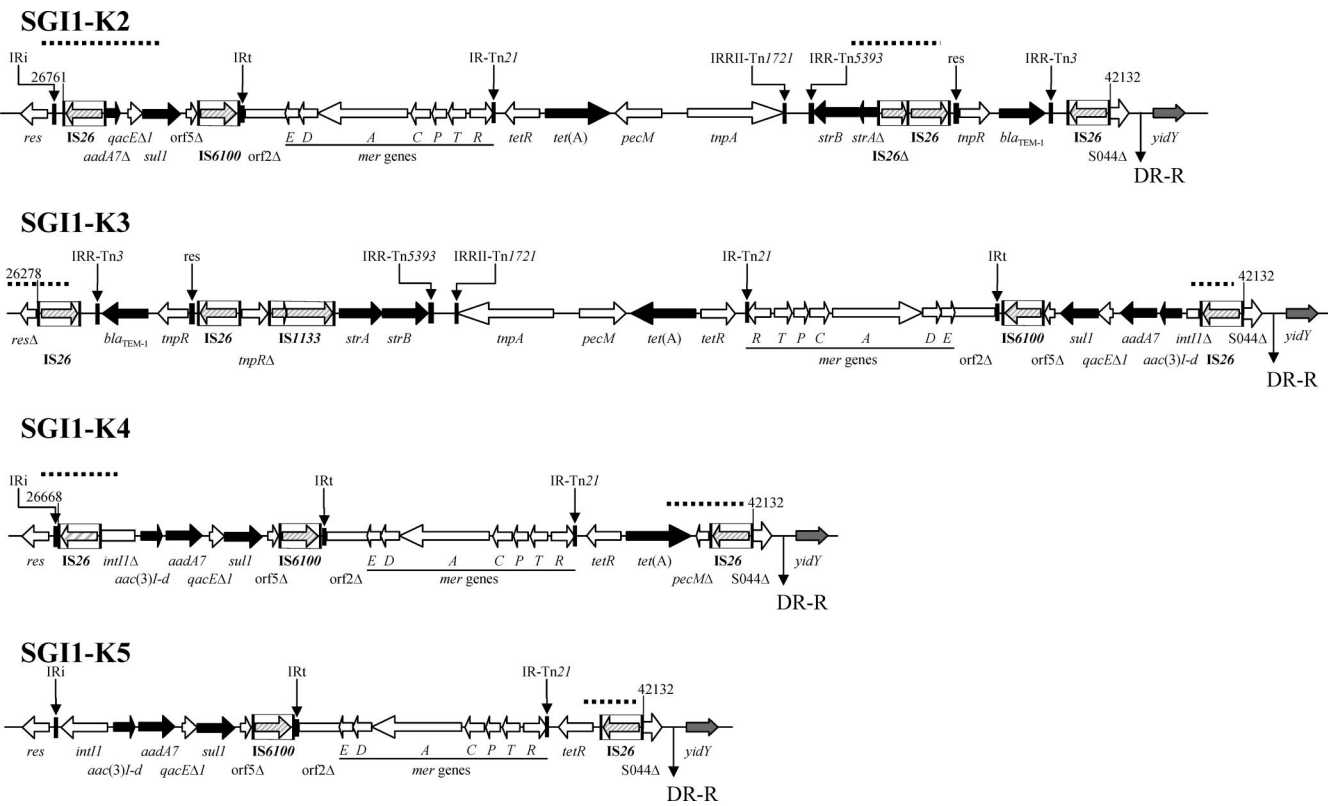 SGI1-K2
res
IRi
26761
IRt
IR-Tn21
IRRII-Tn1721
IRR-Tn5393
res
IRR-Tn3
42132
res
IS26
qacEΔ1
orf5Δ
E D A C P T R
tetR
tet(A)
pecM
tnpA
strB
strAΔ
IS26
tnpR
blaTEM-1
IS26
yidY
aadA7Δ
sul1
IS6100
orf2Δ
mer genes
IS26Δ
S044Δ
DR-R
SGI1-K3
26278
IRR-Tn3
res
IRR-Tn5393
IRRII-Tn1721
IR-Tn21
IRt
42132
resΔ
blaTEM-1
tnpR
IS26
IS1133
strA
strB
tnpA
pecM
tet(A)
tetR
R T P C A D E
IS6100
sul1
aadA7
intI1Δ
S044Δ
yidY
IS26
tnpRΔ
mer genes
orf2Δ
orf5Δ
qacEΔ1
aac(3)I-d
IS26
DR-R
SGI1-K4
IRi
26668
IRt
IR-Tn21
42132
res
IS26
intI1Δ
aadA7
sul1
IS6100
E D A C P T R
tetR
tet(A)
IS26
yidY
aac(3)I-d
qacEΔ1
orf5Δ
orf2Δ
mer genes
pecMΔ
S044Δ
DR-R
SGI1-K5
IRi
IRt
IR-Tn21
42132
res
intI1
aadA7
sul1
IS6100
E D A C P T R
tetR
IS26
yidY
aac(3)I-d
qacEΔ1
orf5Δ
orf2Δ
mer genes
S044Δ
DR-R